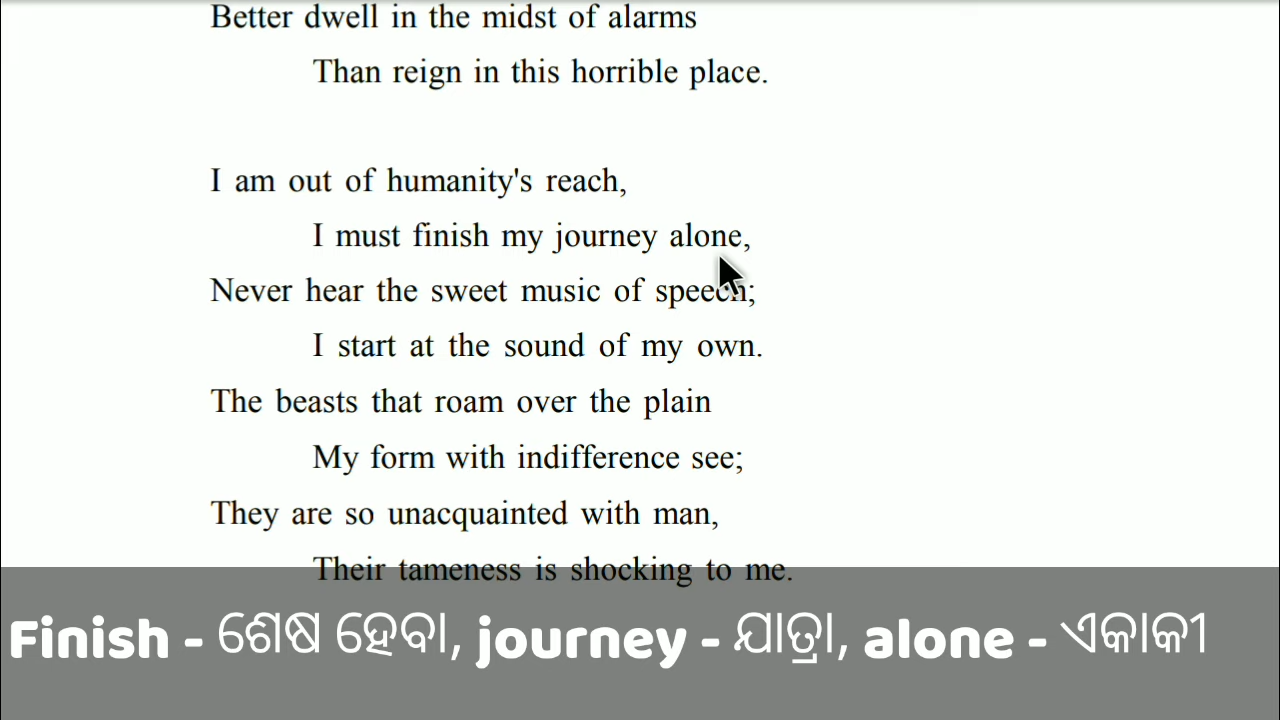 Better dwell in the midst of alarms
Than reign in this horrible place.
I am out of humanity's reach,
I must finish my journey alone,
Never hear the sweet music of speech;
I start at the sound of my own.
The beasts that roam over the plain
My form with indifference see;
They are so unacquainted with man,
Their tameness is shocking to me.
Finish - ଶେଷ ହେବା, journey - ଯାତ୍ରା, alone - ଏକାକୀ